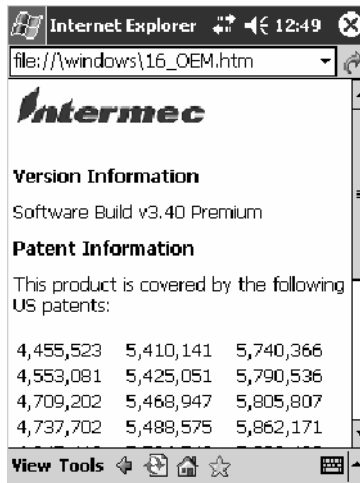 Internet Explorer 12:49
file://\windows\16_OEM.htm
Intermec
Version Information
Software Build v3.40 Premium
Patent Information
This product is covered by the following
US patents:
4,455,523 5,410,141 5,740,366
4,553,081 5,425,051 5,790,536
4,709,202 5,468,947 5,805,807
4,737,702 5,488,575 5,862,171
View Tools